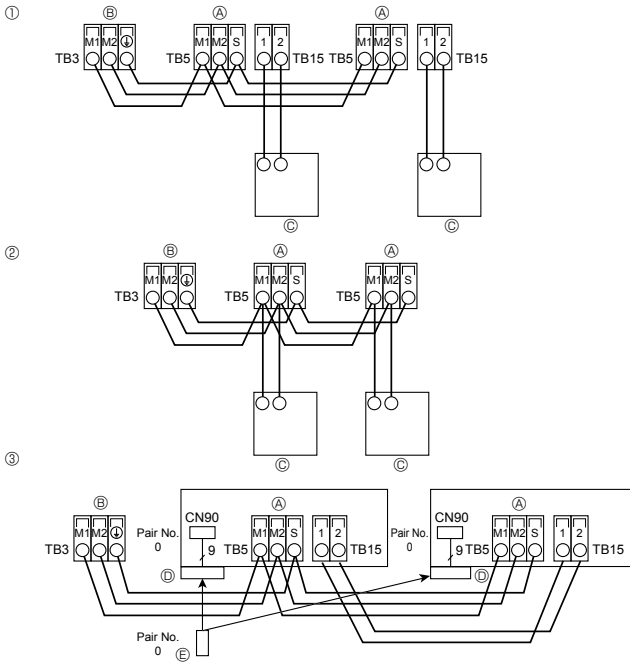 ①
Ⓑ Ⓐ Ⓐ
M1 M2 ⏚ M1 M2 S 1 2 M1 M2 S 1 2
TB3 TB5 TB15 TB5 TB15
Ⓒ Ⓒ
②
Ⓑ Ⓐ Ⓐ
M1 M2 ⏚ M1 M2 S M1 M2 S
TB3 TB5 TB5
Ⓒ Ⓒ
③
Ⓑ Ⓐ Ⓐ
Pair No. CN90 Pair No. CN90
M1 M2 ⏚ M1 M2 S 1 2 M1 M2 S 1 2
TB3 0 9 TB5 TB15 0 9 TB5 TB15
Ⓓ Ⓓ
Pair No.
0 Ⓔ